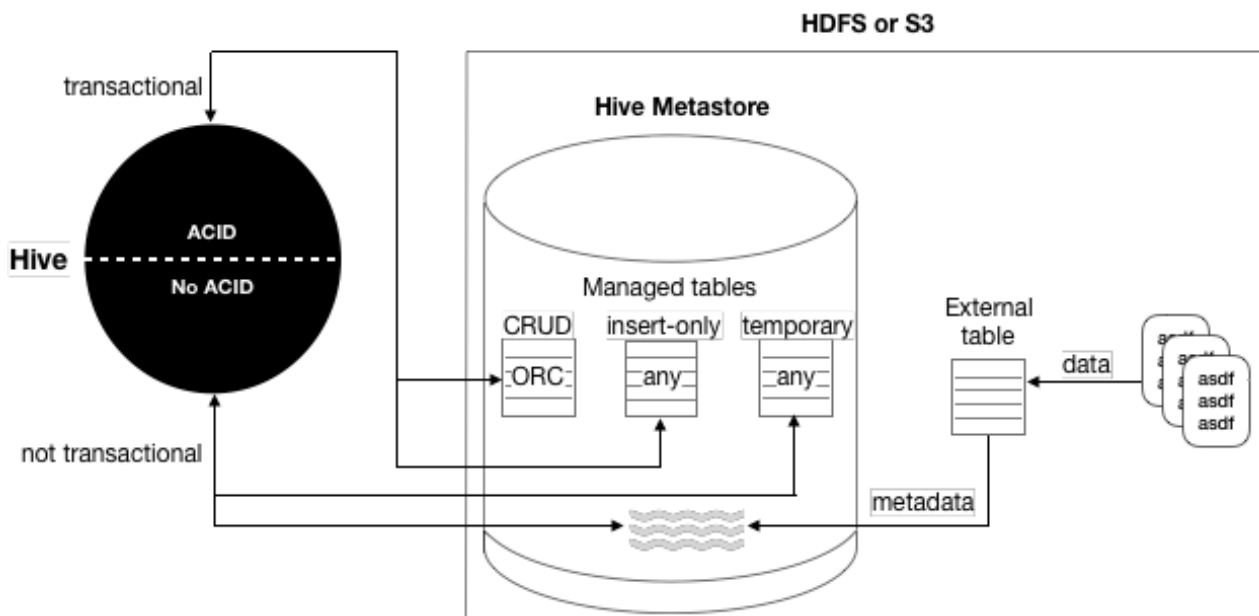 HDFS or S3
transactional
Hive Metastore
ACID
Hive
No ACID
Managed tables
CRUD
insert-only
temporary
ORC
any
any
External
table
data
as
a
a
asdf
asdf
asdf
not transactional
metadata